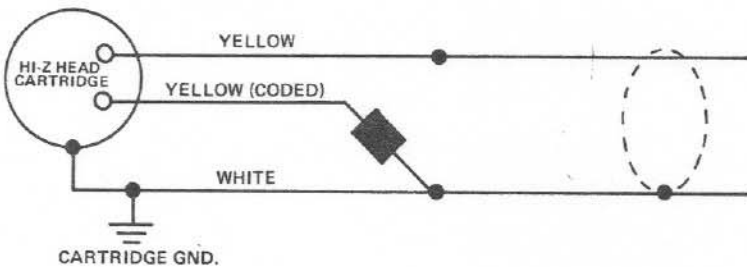 YELLOW
HI-Z HEAD
CARTRIDGE
YELLOW (CODED)
WHITE
CARTRIDGE GND.